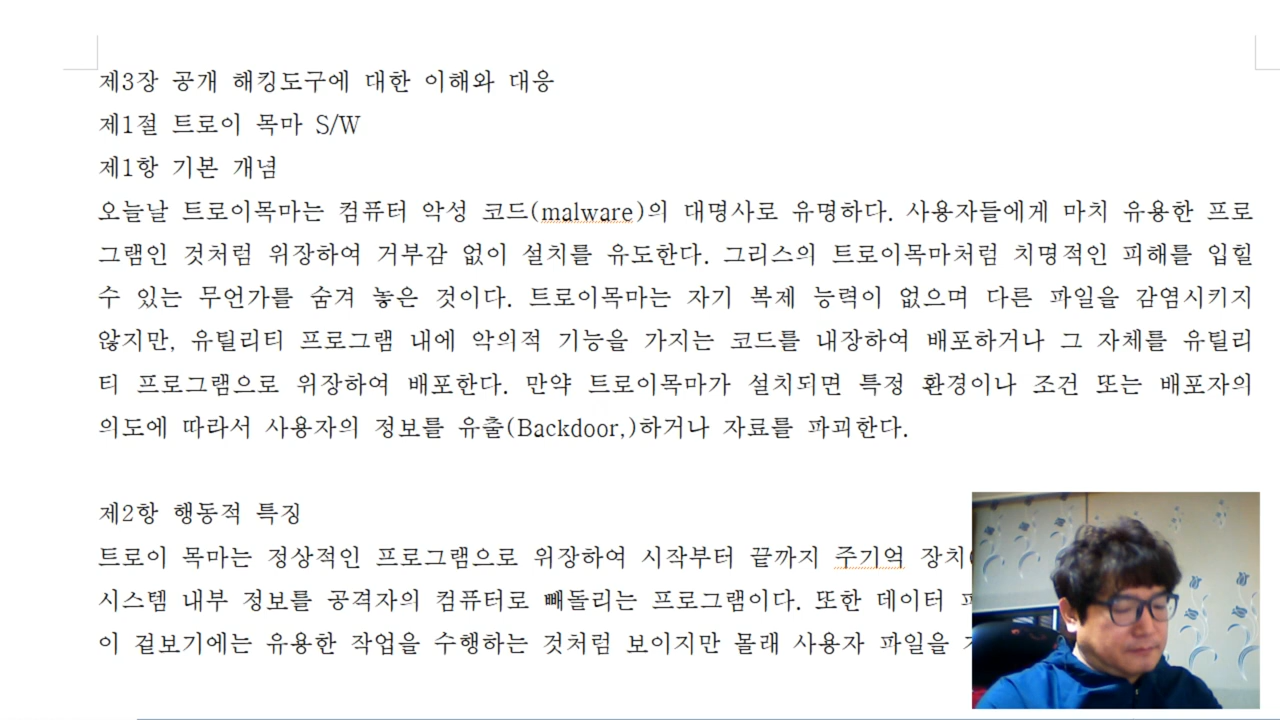 제3장 공개 해킹도구에 대한 이해와 대응
제1절 트로이 목마 S/W
제1항 기본 개념
오늘날 트로이목마는 컴퓨터 악성 코드(malware)의 대명사로 유명하다. 사용자들에게 마치 유용한 프로
그램인 것처럼 위장하여 거부감 없이 설치를 유도한다. 그리스의 트로이목마처럼 치명적인 피해를 입힐
수 있는 무언가를 숨겨 놓은 것이다. 트로이목마는 자기 복제 능력이 없으며 다른 파일을 감염시키지
않지만, 유틸리티 프로그램 내에 악의적 기능을 가지는 코드를 내장하여 배포하거나 그 자체를 유틸리
티 프로그램으로 위장하여 배포한다. 만약 트로이목마가 설치되면 특정 환경이나 조건 또는 배포자의
의도에 따라서 사용자의 정보를 유출(Backdoor,)하거나 자료를 파괴한다.
제2항 행동적 특징
트로이 목마는 정상적인 프로그램으로 위장하여 시작부터 끝까지 주기억 장치
시스템 내부 정보를 공격자의 컴퓨터로 빼돌리는 프로그램이다. 또한 데이터
이 겉보기에는 유용한 작업을 수행하는 것처럼 보이지만 몰래 사용자 파일을